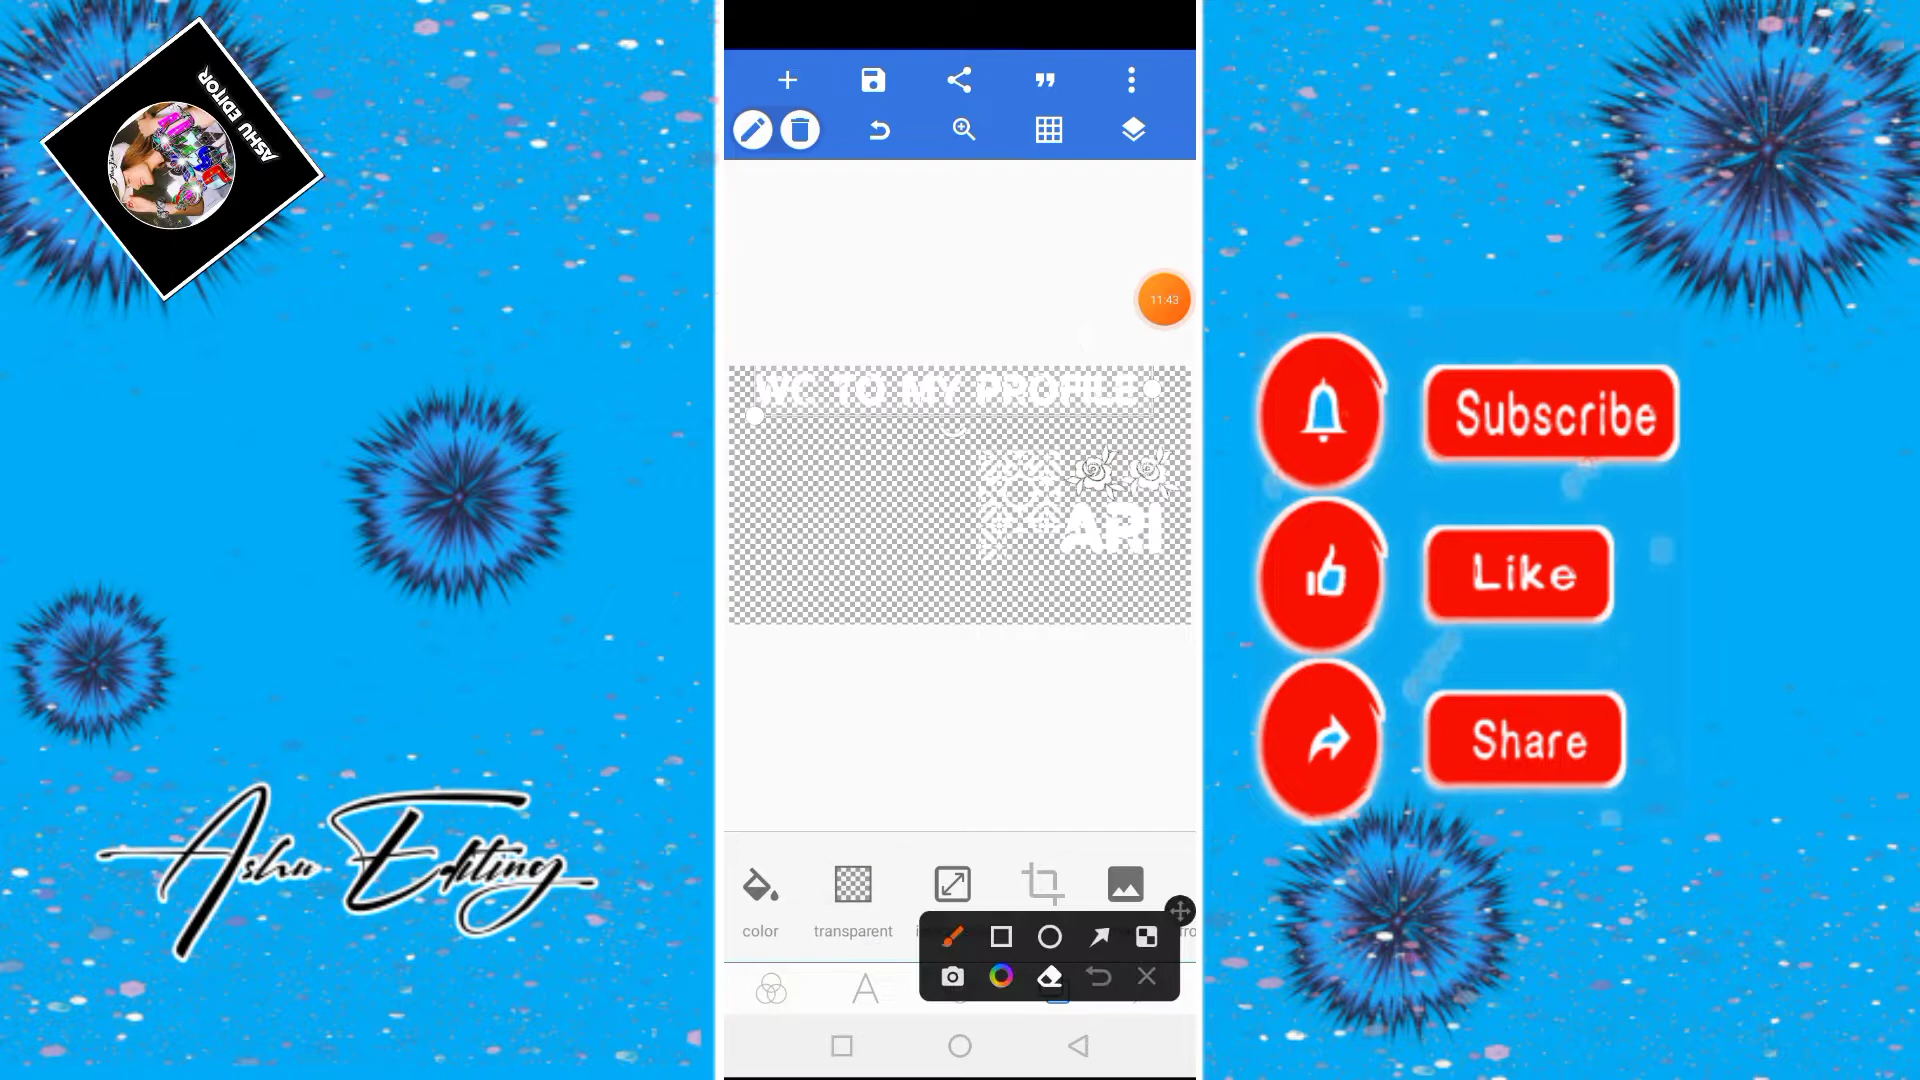 ASHU EDITOR
11:43
WC TO MY PROFILE
ARI
color
transparent
Ashu Editing
Subscribe
Like
Share